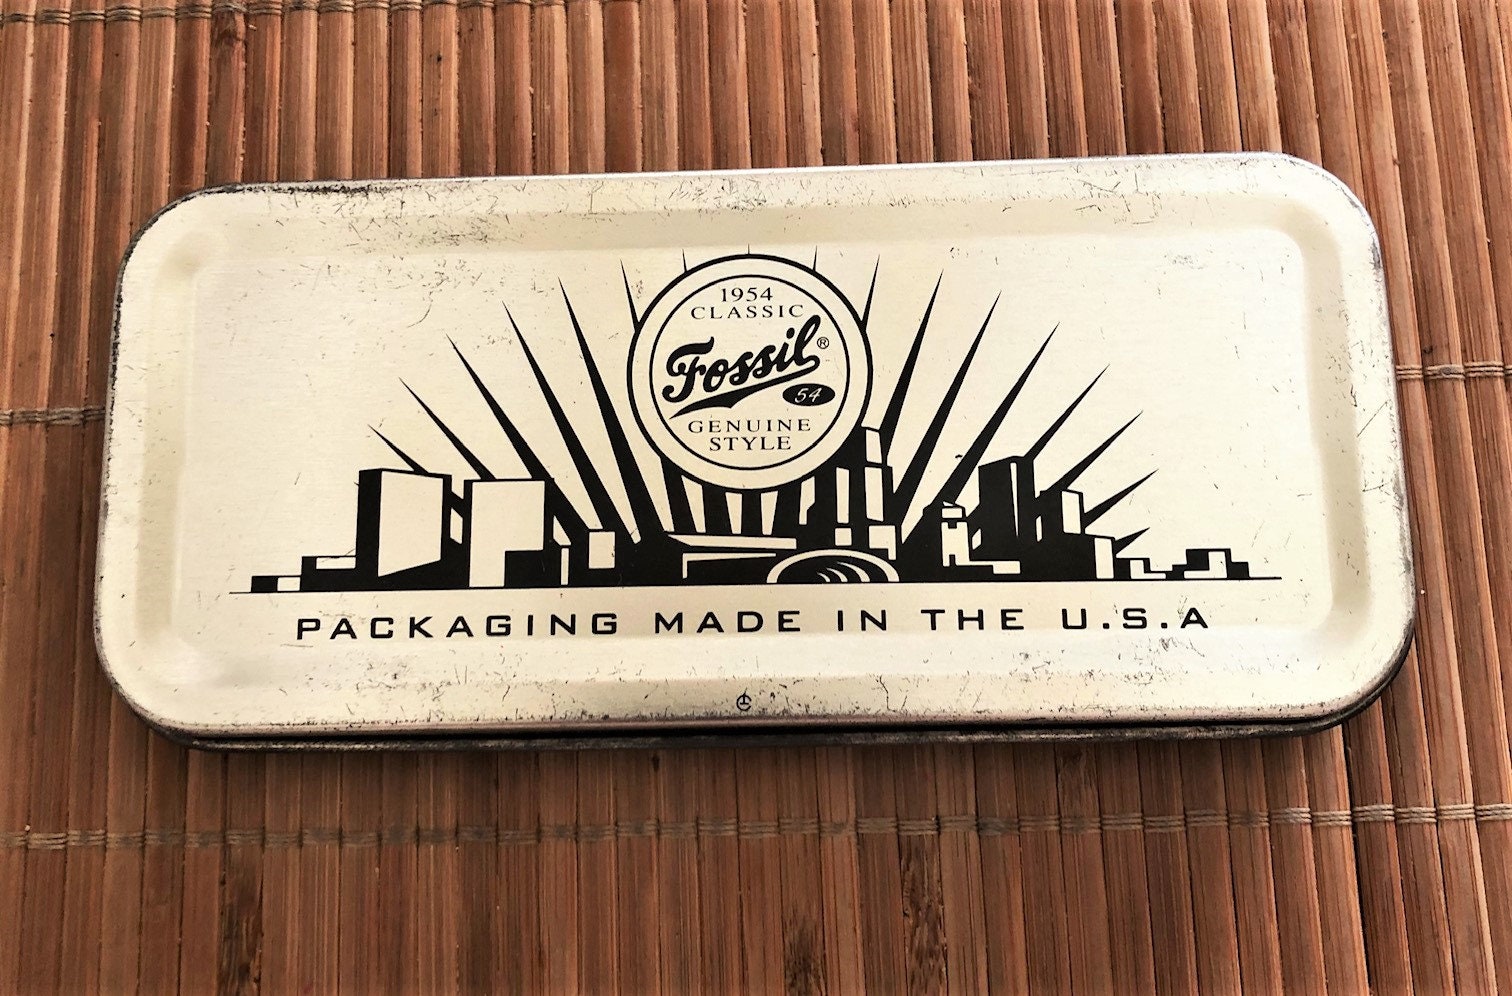 1954
CLASSIC
Fossil®
54
GENUINE
STYLE
PACKAGING MADE IN THE U.S.A